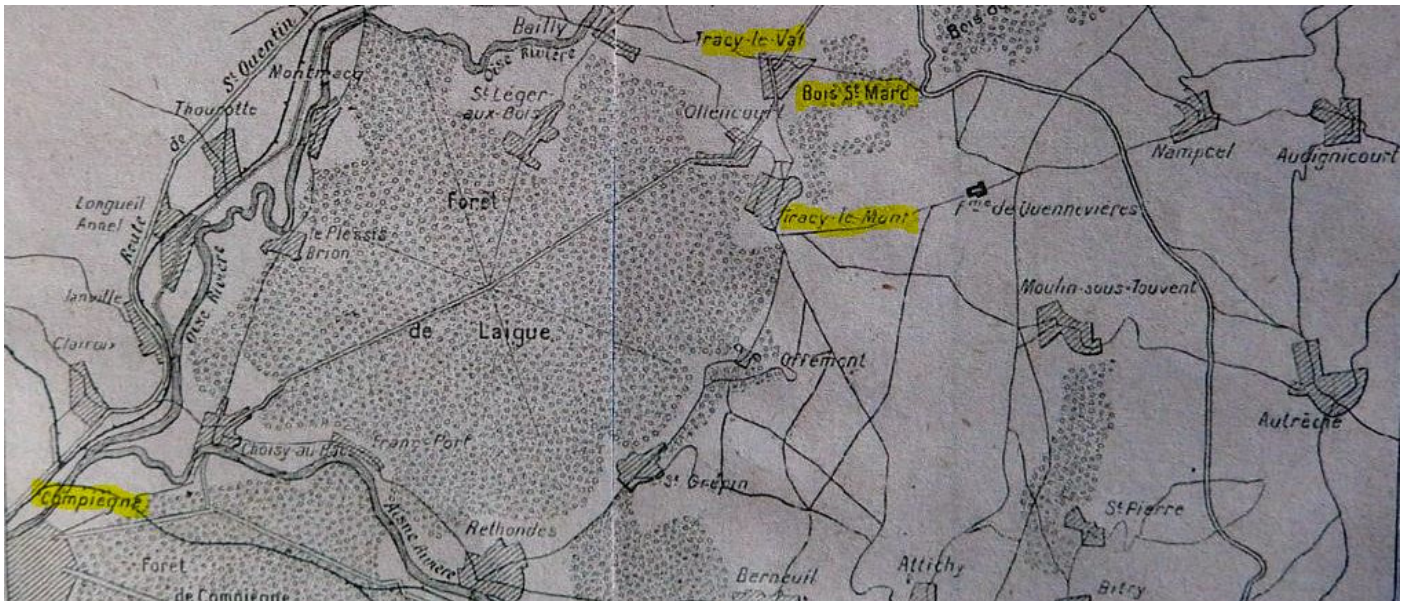 Bailly
Tracy-le-Val
Bois St Marc
Oise Rivière
St Quentin
de
Route
Montmacq
Thourotte
St Léger-
aux-Bois
Ollencourt
Nampcel
Audignicourt
Longueil
Annel
Forêt
de Laigue
Tracy-le-Mont
fme de Quennevières
le Plessis
Brion
Oise Rivière
Janville
Clairoix
Moulin-sous-Touvent
Offémont
Autrèche
Choisy-au-Bac
Franc-Port
St Crépin
Compiègne
Aisne Rivière
Rethondes
St Pierre
Forêt
de Compiègne
Berneuil
Attichy
Bitry